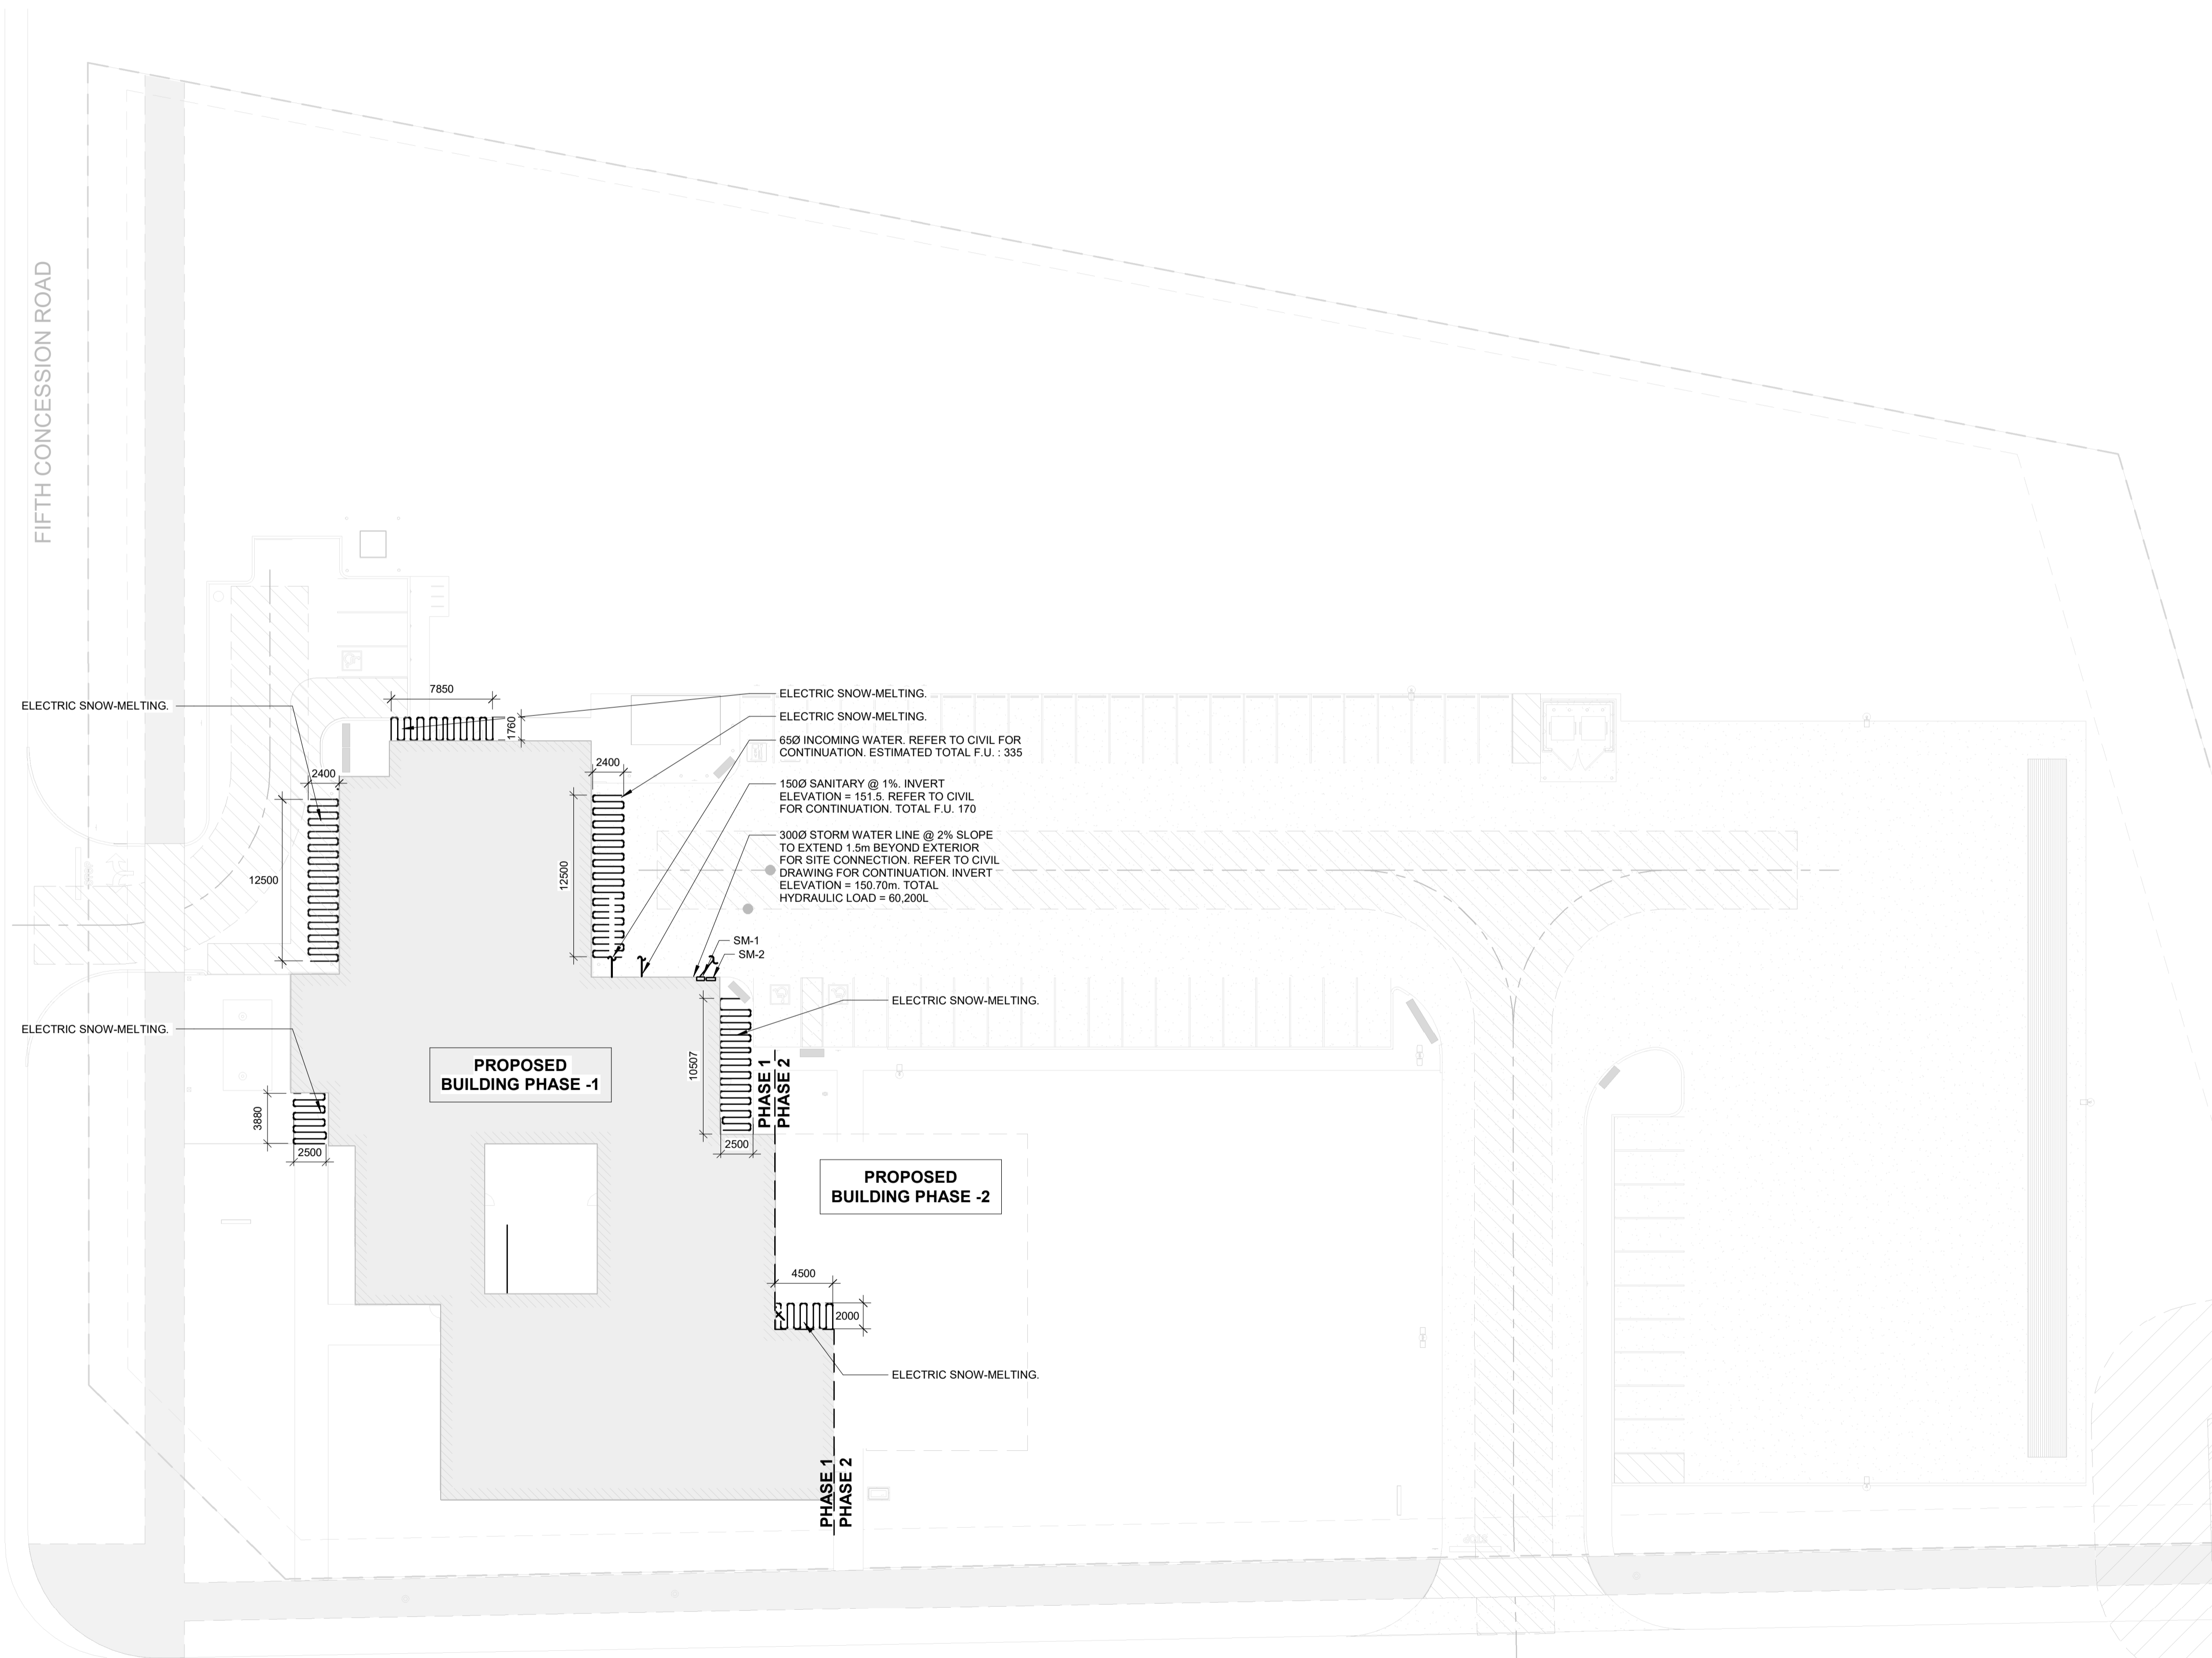 FIFTH CONCESSION ROAD
7850
1760
ELECTRIC SNOW-MELTING.
ELECTRIC SNOW-MELTING.
ELECTRIC SNOW-MELTING.
65Ø INCOMING WATER. REFER TO CIVIL FOR
CONTINUATION. ESTIMATED TOTAL F.U. : 335
2400
2400
150Ø SANITARY @ 1%. INVERT
ELEVATION = 151.5. REFER TO CIVIL
FOR CONTINUATION. TOTAL F.U. 170
300Ø STORM WATER LINE @ 2% SLOPE
TO EXTEND 1.5m BEYOND EXTERIOR
FOR SITE CONNECTION. REFER TO CIVIL
DRAWING FOR CONTINUATION. INVERT
ELEVATION = 150.70m. TOTAL
HYDRAULIC LOAD = 60,200L
12500
12500
SM-1
SM-2
ELECTRIC SNOW-MELTING.
ELECTRIC SNOW-MELTING.
10507
PHASE 1
PHASE 2
PROPOSED
BUILDING PHASE -1
3880
2500
2500
PROPOSED
BUILDING PHASE -2
4500
2000
ELECTRIC SNOW-MELTING.
PHASE 1
PHASE 2
STOP